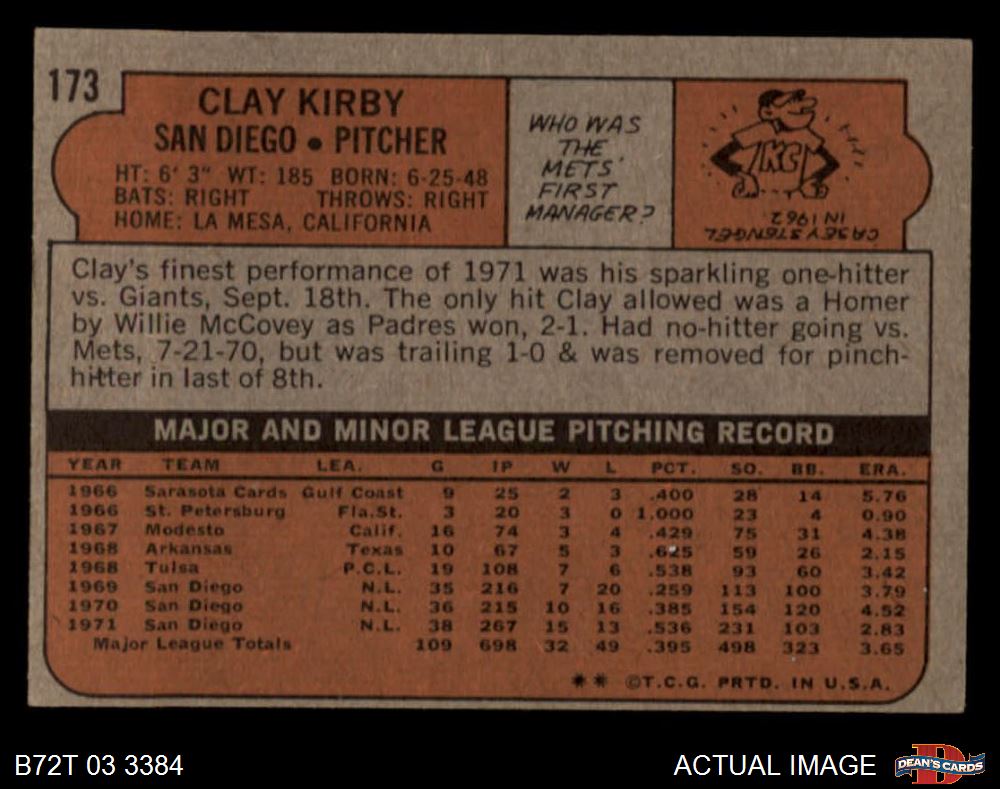 173
CLAY KIRBY
SAN DIEGO • PITCHER
HT: 6' 3" WT: 185 BORN: 6-25-48
BATS: RIGHT THROWS: RIGHT
HOME: LA MESA, CALIFORNIA
WHO WAS
THE
METS'
FIRST
MANAGER?
KC
CASEY STENGEL
IN 1962
Clay's finest performance of 1971 was his sparkling one-hitter
vs. Giants, Sept. 18th. The only hit Clay allowed was a Homer
by Willie McCovey as Padres won, 2-1. Had no-hitter going vs.
Mets, 7-21-70, but was trailing 1-0 & was removed for pinch-
hitter in last of 8th.
MAJOR AND MINOR LEAGUE PITCHING RECORD
YEAR TEAM LEA. G IP W L PCT. SO. BB. ERA.
1966 Sarasota Cards Gulf Coast 9 25 2 3 .400 28 14 5.76
1966 St. Petersburg Fla.St. 3 20 3 0 1.000 23 4 0.90
1967 Modesto Calif. 16 74 3 4 .429 75 31 4.38
1968 Arkansas Texas 10 67 5 3 .625 59 26 2.15
1968 Tulsa P.C.L. 19 108 7 6 .538 93 60 3.42
1969 San Diego N.L. 35 216 7 20 .259 113 100 3.79
1970 San Diego N.L. 36 215 10 16 .385 154 120 4.52
1971 San Diego N.L. 38 267 15 13 .536 231 103 2.83
Major League Totals 109 698 32 49 .395 498 323 3.65
** ©T.C.G. PRTD. IN U.S.A.
B72T 03 3384
ACTUAL IMAGE
D
DEAN'S CARDS